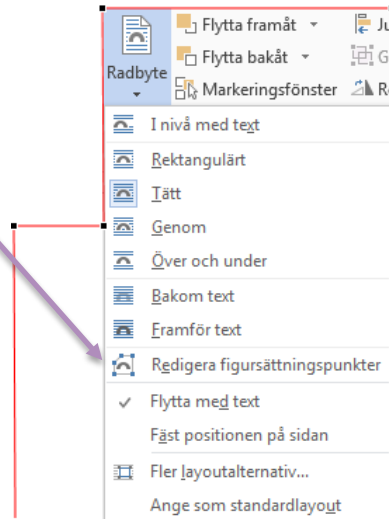 Flytta framåt
Flytta bakåt
Radbyte
Markeringsfönster
I nivå med text
Rektangulärt
Tätt
Genom
Över och under
Bakom text
Framför text
Redigera figursättningspunkter
Flytta med text
Fäst positionen på sidan
Fler layoutalternativ...
Ange som standardlayout